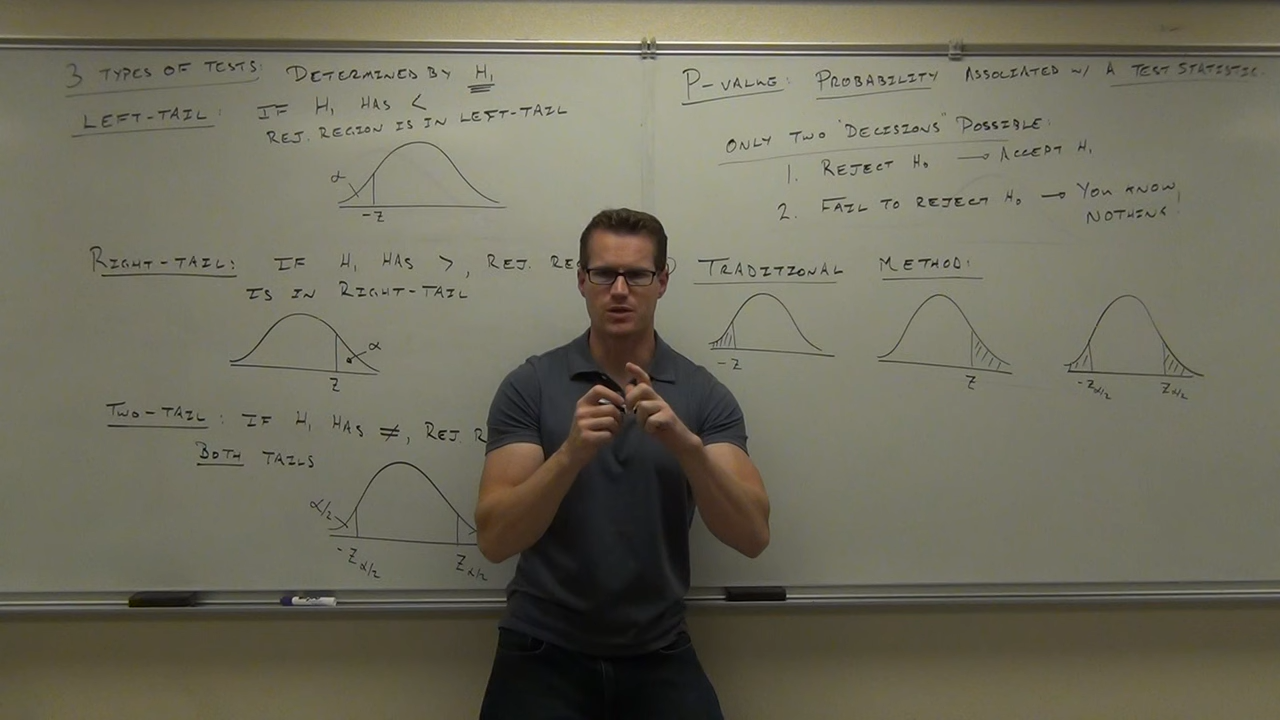 3 TYPES OF TESTS: DETERMINED BY H₁
LEFT-TAIL: IF H₁ HAS <
REJ. REGION IS IN LEFT-TAIL
α
-Z
RIGHT-TAIL: IF H₁ HAS >, REJ.
IS IN RIGHT-TAIL
α
Z
TWO-TAIL: IF H₁ HAS ≠, REJ.
BOTH TAILS
α/2
-Zα/2 Zα/2
P-VALUE: PROBABILITY ASSOCIATED W/ A TEST STATISTIC.
ONLY TWO "DECISIONS" POSSIBLE:
1. REJECT H₀ → ACCEPT H₁
2. FAIL TO REJECT H₀ → YOU KNOW
NOTHING!
TRADITIONAL METHOD:
-Z Z -Zα/2 Zα/2